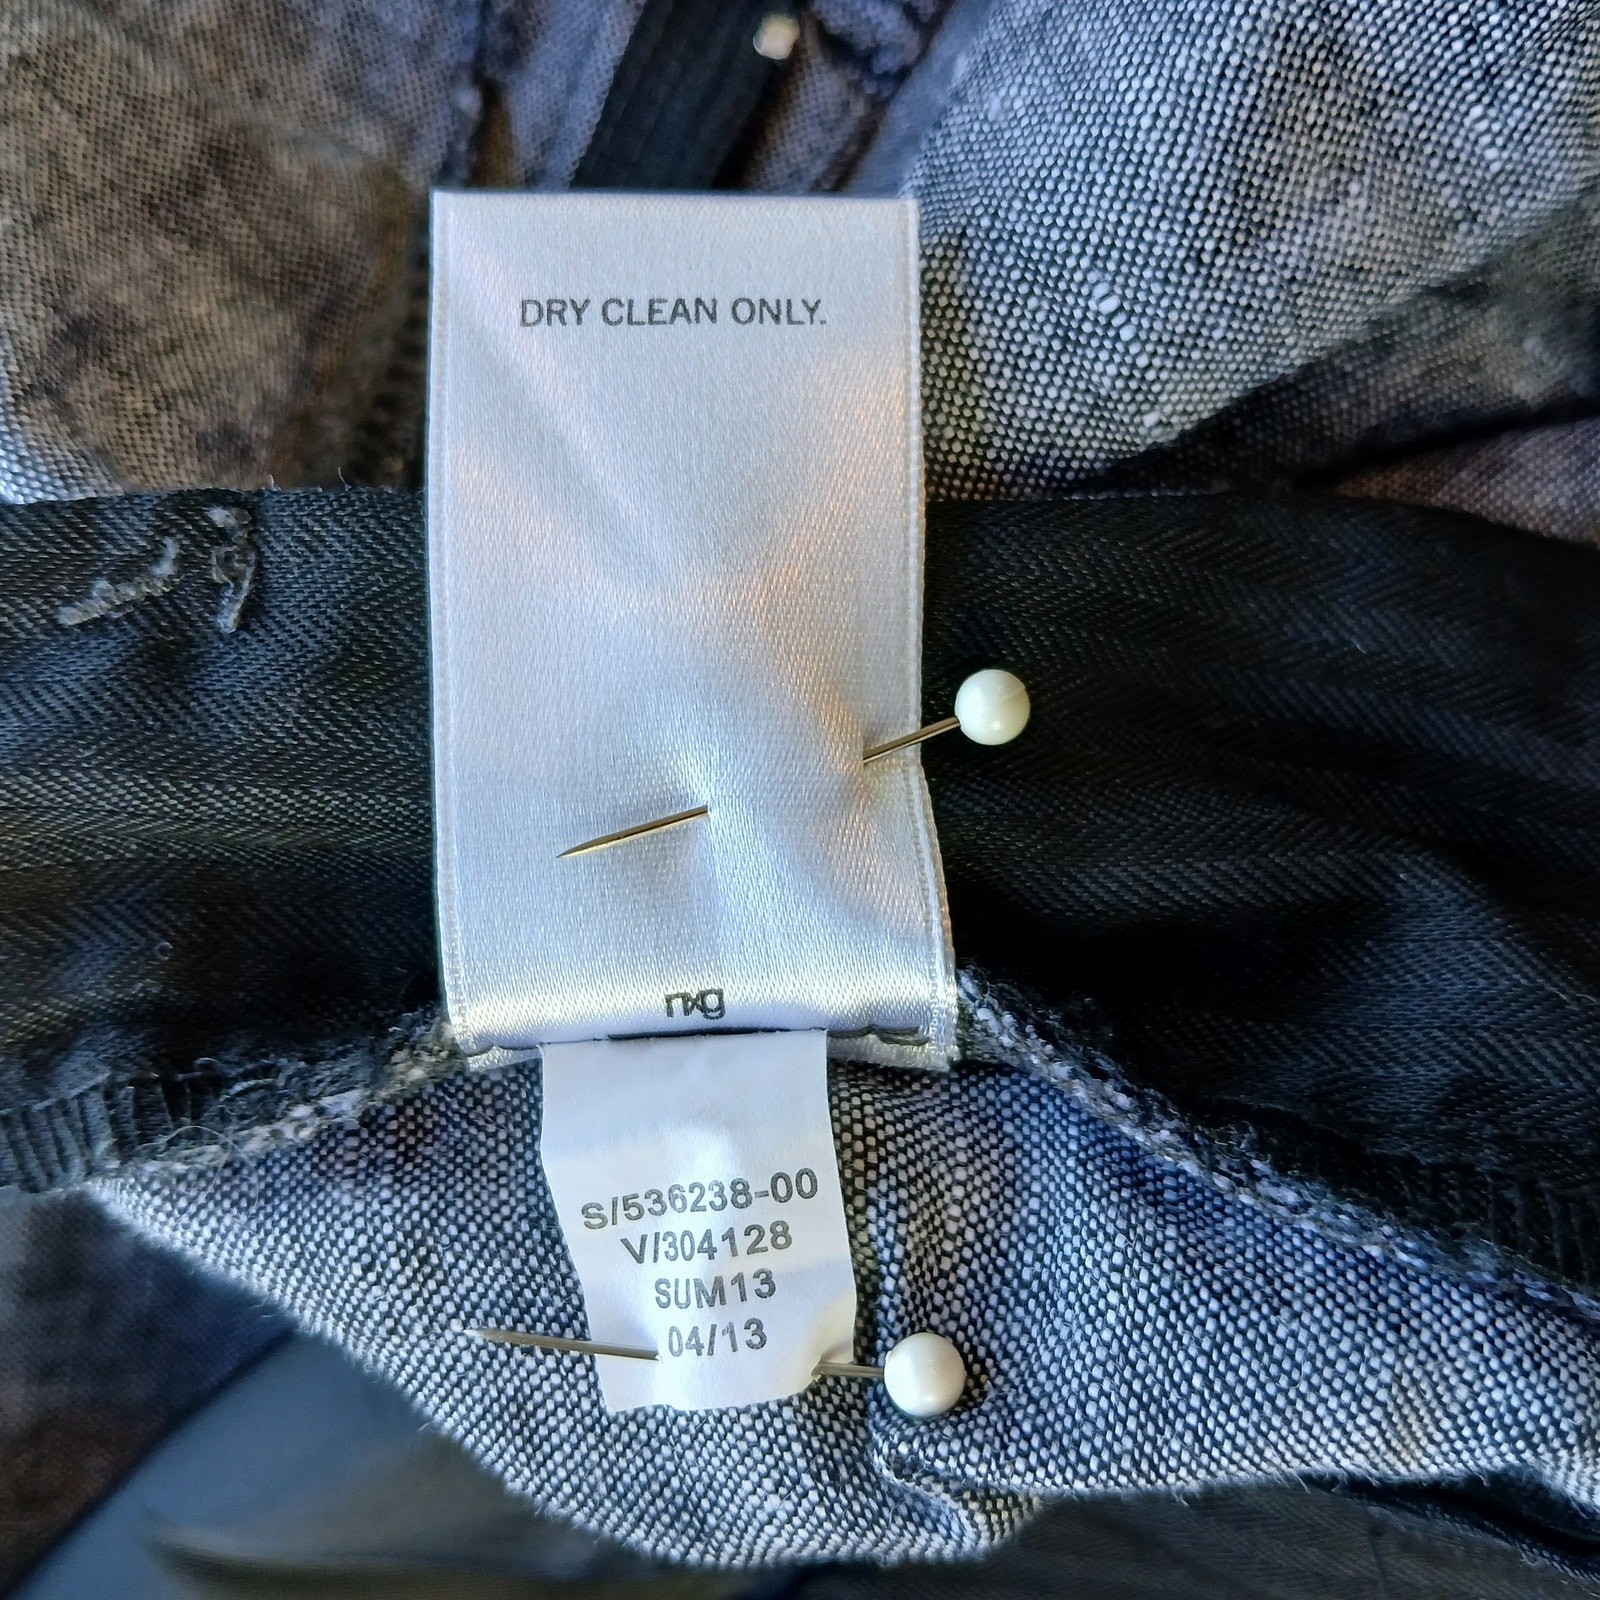 DRY CLEAN ONLY.
nxg
S/536238-00
V/304128
SUM13
04/13